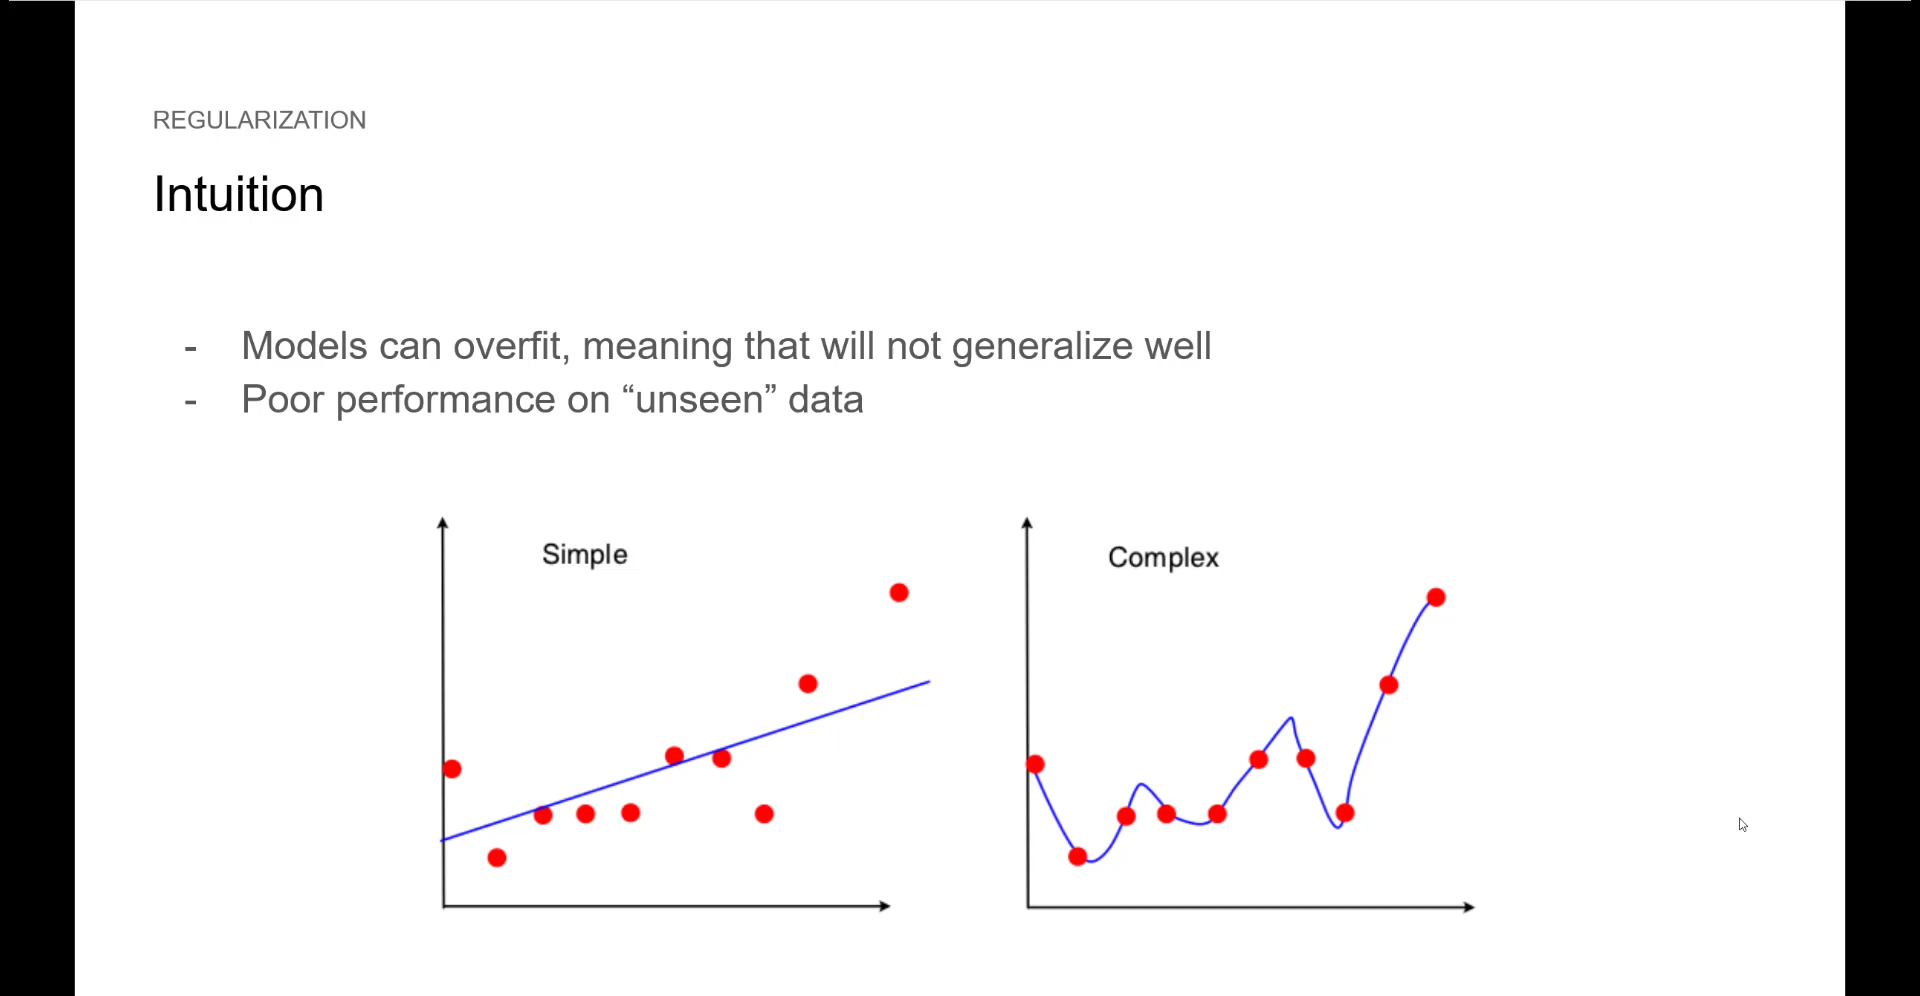 REGULARIZATION
Intuition
- Models can overfit, meaning that will not generalize well
- Poor performance on “unseen” data
Simple
Complex